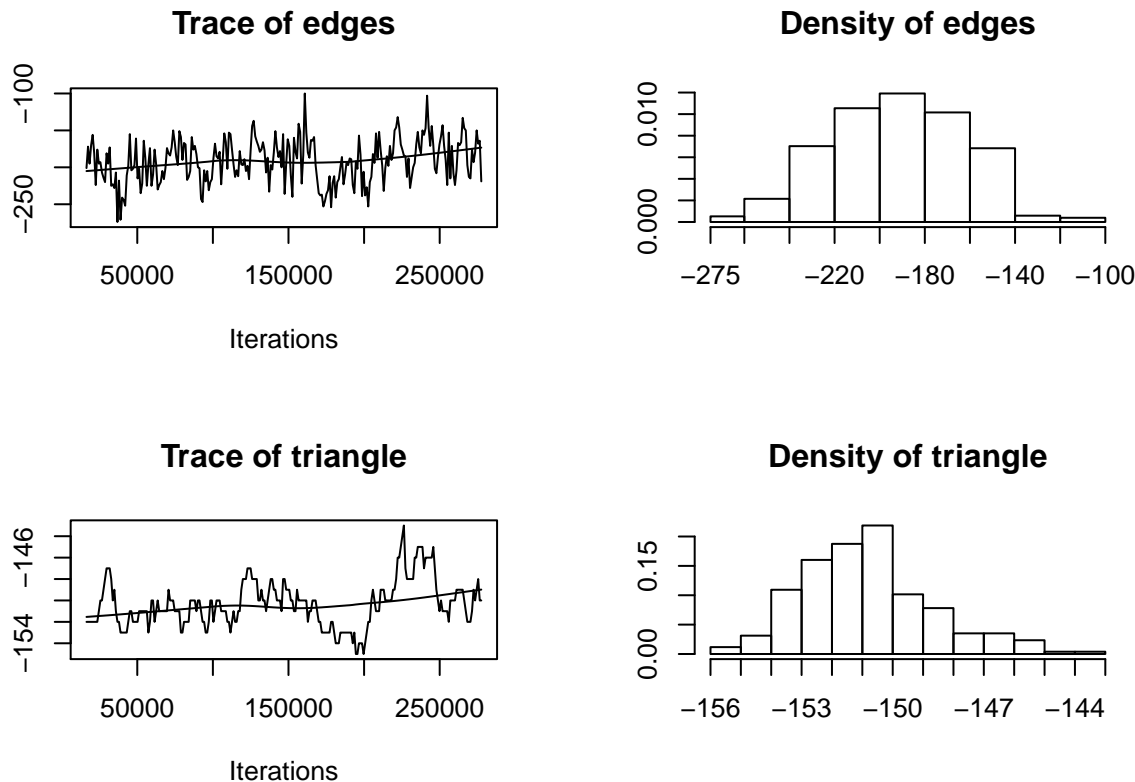 Trace of edges
−100
−250
50000 150000 250000
Iterations
Density of edges
0.010
0.000
−275 −220 −180 −140 −100
Trace of triangle
−146
−154
50000 150000 250000
Iterations
Density of triangle
0.15
0.00
−156 −153 −150 −147 −144